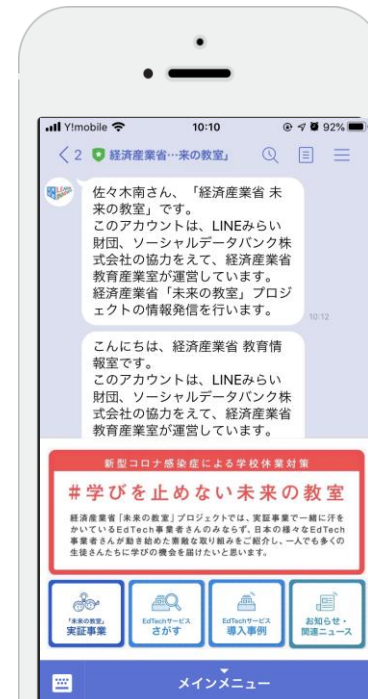 Y!mobile 10:10 92%
2 経済産業省…来の教室」
佐々木南さん、「経済産業省 未
来の教室」です。
このアカウントは、LINEみらい
財団、ソーシャルデータバンク株
式会社の協力をえて、経済産業省
教育産業室が運営しています。
経済産業省「未来の教室」プロジ
ェクトの情報発信を行います。
10:12
こんにちは、経済産業省 教育情
報室です。
このアカウントは、LINEみらい
財団、ソーシャルデータバンク株
式会社の協力をえて、経済産業省
教育産業室が運営しています。
新型コロナ感染症による学校休業対策
#学びを止めない未来の教室
経済産業省「未来の教室」プロジェクトでは、実証事業で一緒に汗を
かいているEdTech事業者さんのみならず、日本の様々なEdTech
事業者さんが動き始めた素敵な取り組みをご紹介し、一人でも多くの
生徒さんたちに学びの機会を届けたいと思います。
「未来の教室」
実証事業
EdTechサービス
さがす
EdTechサービス
導入事例
お知らせ・
関連ニュース
メインメニュー